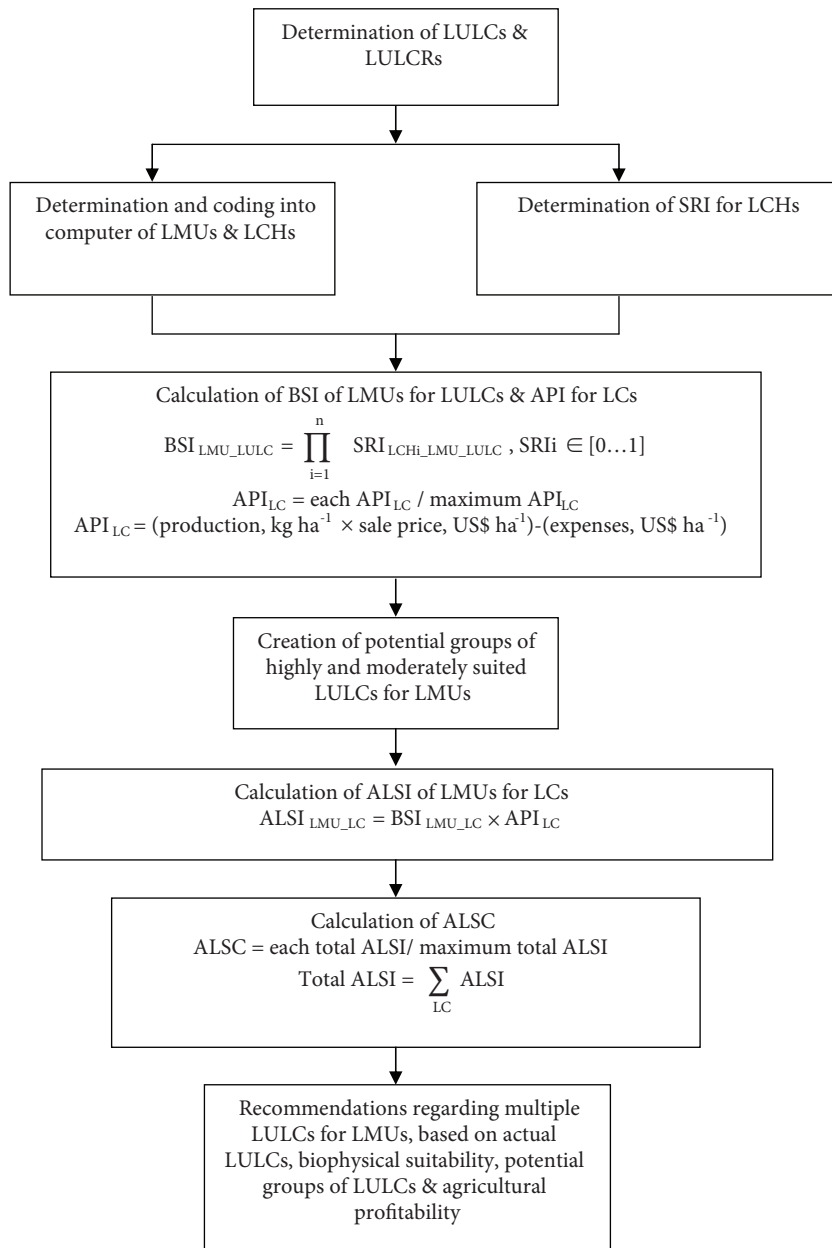 Determination of LULCs &
LULCRs
Determination and coding into
computer of LMUs & LCHs
Determination of SRI for LCHs
Calculation of BSI of LMUs for LULCs & API for LCs
BSI LMU_LULC = ∏ i=1 n SRI LCHi_LMU_LULC , SRIi ∈ [0…1]
API LC = each API LC / maximum API LC
API LC = (production, kg ha⁻¹ × sale price, US$ ha⁻¹)-(expenses, US$ ha⁻¹)
Creation of potential groups of
highly and moderately suited
LULCs for LMUs
Calculation of ALSI of LMUs for LCs
ALSI LMU_LC = BSI LMU_LC × API LC
Calculation of ALSC
ALSC = each total ALSI/ maximum total ALSI
Total ALSI = ∑ LC ALSI
Recommendations regarding multiple
LULCs for LMUs, based on actual
LULCs, biophysical suitability, potential
groups of LULCs & agricultural
profitability